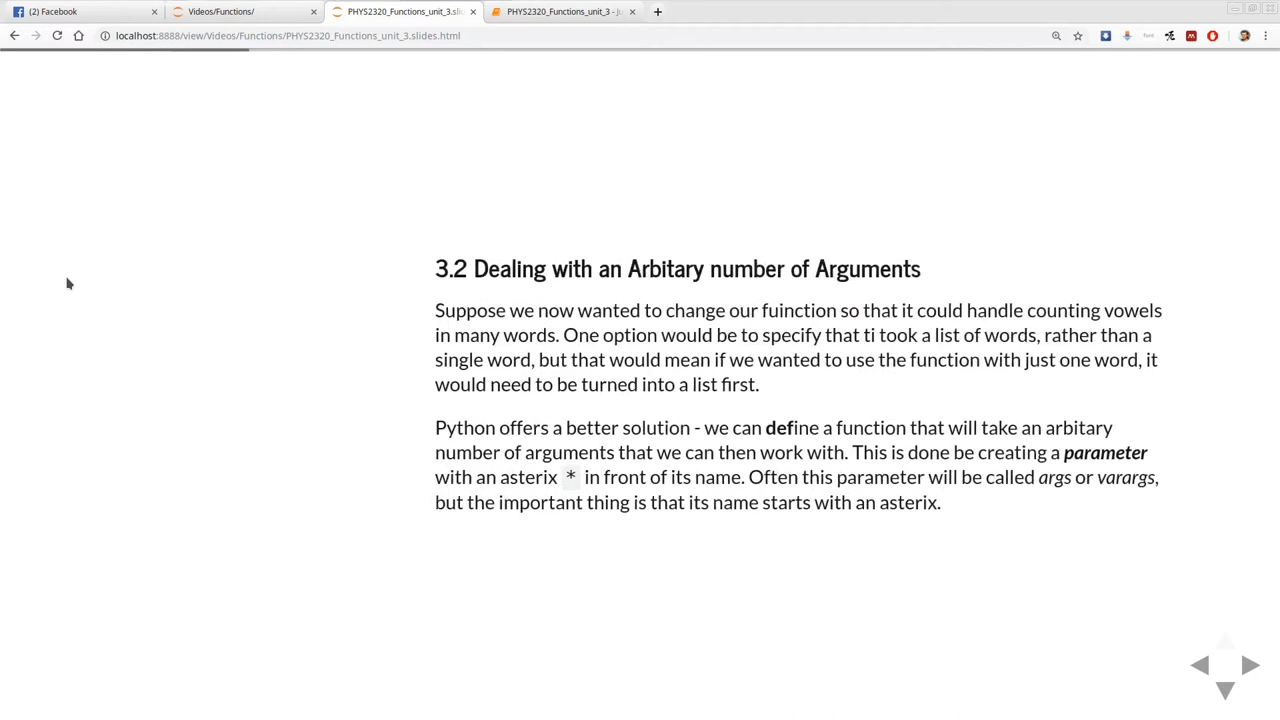 (2) Facebook
Videos/Functions/
PHYS2320_Functions_unit_3.slid
PHYS2320_Functions_unit_3 - Ju
localhost:8888/view/Videos/Functions/PHYS2320_Functions_unit_3.slides.html
3.2 Dealing with an Arbitary number of Arguments
Suppose we now wanted to change our fuinction so that it could handle counting vowels
in many words. One option would be to specify that ti took a list of words, rather than a
single word, but that would mean if we wanted to use the function with just one word, it
would need to be turned into a list first.
Python offers a better solution - we can define a function that will take an arbitary
number of arguments that we can then work with. This is done be creating a parameter
with an asterix * in front of its name. Often this parameter will be called args or varargs,
but the important thing is that its name starts with an asterix.